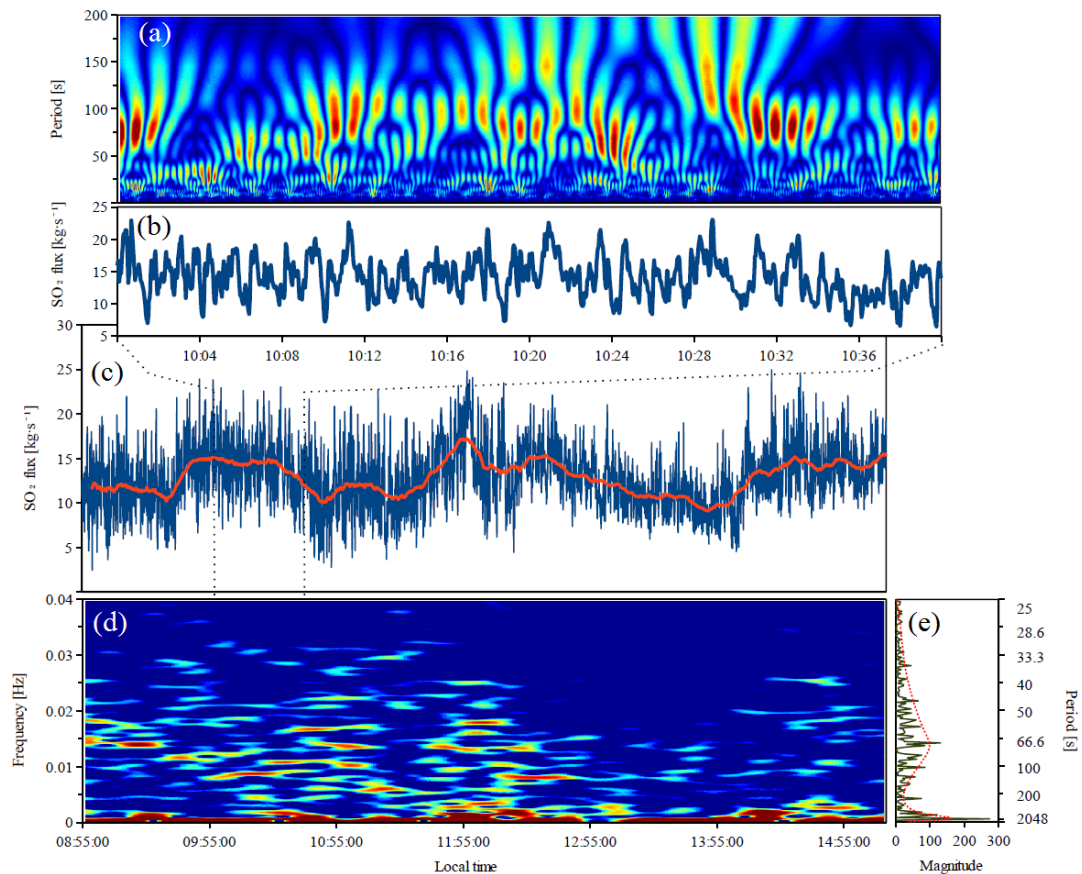 200
(a)
150
100
50
Period [s]
25
(b)
20
15
10
5
SO₂ flux [kg·s⁻¹]
10:04 10:08 10:12 10:16 10:20 10:24 10:28 10:32 10:36
30
(c)
25
20
15
10
5
SO₂ flux [kg·s⁻¹]
0.04
(d)
0.03
0.02
0.01
0
Frequency [Hz]
08:55:00 09:55:00 10:55:00 11:55:00 12:55:00 13:55:00 14:55:00
Local time
(e)
25
28.6
33.3
40
50
66.6
100
200
2048
Period [s]
0 100 200 300
Magnitude